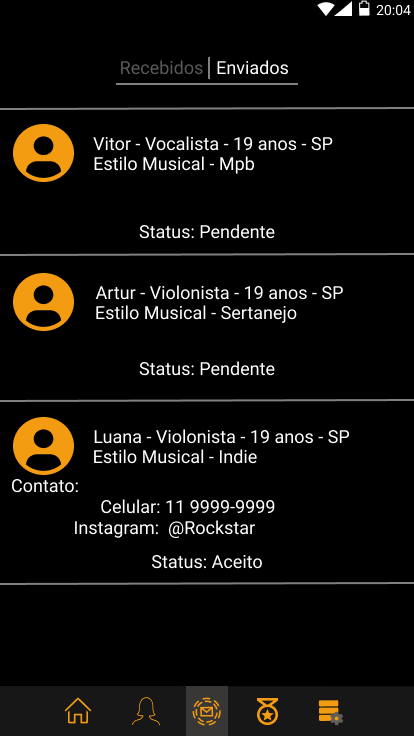 20:04
Recebidos | Enviados
Vitor - Vocalista - 19 anos - SP
Estilo Musical - Mpb
Status: Pendente
Artur - Violonista - 19 anos - SP
Estilo Musical - Sertanejo
Status: Pendente
Luana - Violonista - 19 anos - SP
Estilo Musical - Indie
Contato:
Celular: 11 9999-9999
Instagram: @Rockstar
Status: Aceito